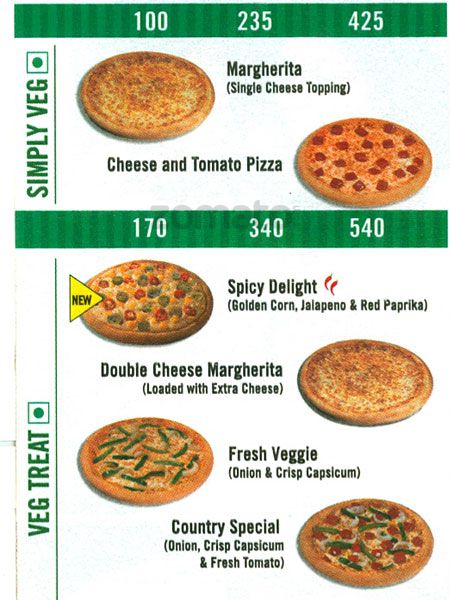 100 235 425
SIMPLY VEG
Margherita
(Single Cheese Topping)
Cheese and Tomato Pizza
zomato
170 340 540
VEG TREAT
NEW
Spicy Delight
(Golden Corn, Jalapeno & Red Paprika)
Double Cheese Margherita
(Loaded with Extra Cheese)
Fresh Veggie
(Onion & Crisp Capsicum)
Country Special
(Onion, Crisp Capsicum
& Fresh Tomato)